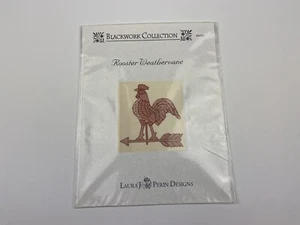 Blackwork Collection
Rooster Weathervane
Laura J Perin Designs